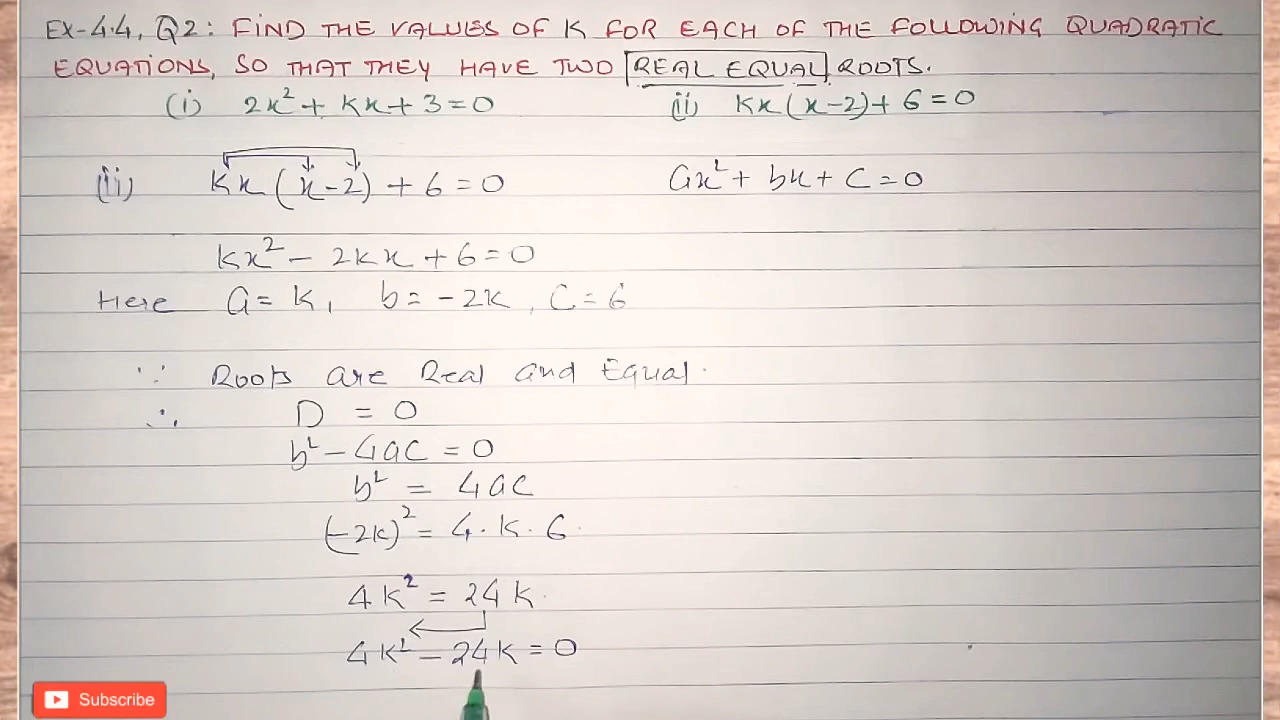 EX-4.4, Q2: FIND THE VALUES OF K FOR EACH OF THE FOLLOWING QUADRATIC
EQUATIONS, SO THAT THEY HAVE TWO REAL EQUAL ROOTS.
(i) 2x² + kx + 3 = 0 (ii) kx(x-2) + 6 = 0
(ii) kx(x-2) + 6 = 0 ax² + bx + c = 0
kx² - 2kx + 6 = 0
Here a = k, b = -2k, c = 6
∵ Roots are Real and Equal.
∴ D = 0
b² - 4ac = 0
b² = 4ac
(-2k)² = 4·k·6
4k² = 24k
4k² - 24k = 0
Subscribe